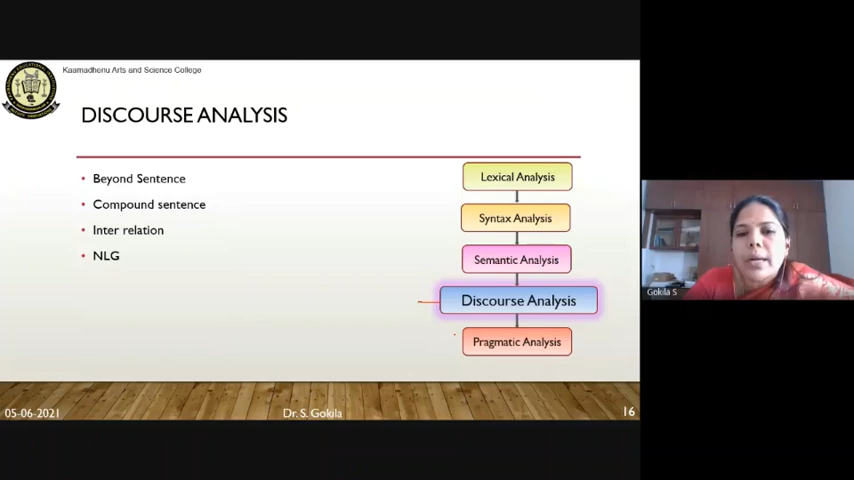 Kaamadhenu Arts and Science College
DISCOURSE ANALYSIS
• Beyond Sentence
• Compound sentence
• Inter relation
• NLG
Lexical Analysis
Syntax Analysis
Semantic Analysis
Discourse Analysis
Pragmatic Analysis
Gokila S
05-06-2021
Dr. S. Gokila
16